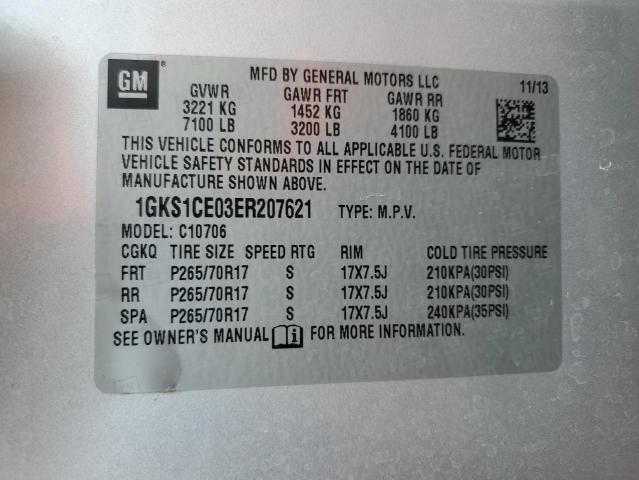 GM
MFD BY GENERAL MOTORS LLC 11/13
GVWR GAWR FRT GAWR RR
3221 KG 1452 KG 1860 KG
7100 LB 3200 LB 4100 LB
THIS VEHICLE CONFORMS TO ALL APPLICABLE U.S. FEDERAL MOTOR
VEHICLE SAFETY STANDARDS IN EFFECT ON THE DATE OF
MANUFACTURE SHOWN ABOVE.
1GKS1CE03ER207621 TYPE: M.P.V.
MODEL: C10706
CGKQ TIRE SIZE SPEED RTG RIM COLD TIRE PRESSURE
FRT P265/70R17 S 17X7.5J 210KPA(30PSI)
RR P265/70R17 S 17X7.5J 210KPA(30PSI)
SPA P265/70R17 S 17X7.5J 240KPA(35PSI)
SEE OWNER'S MANUAL i FOR MORE INFORMATION.